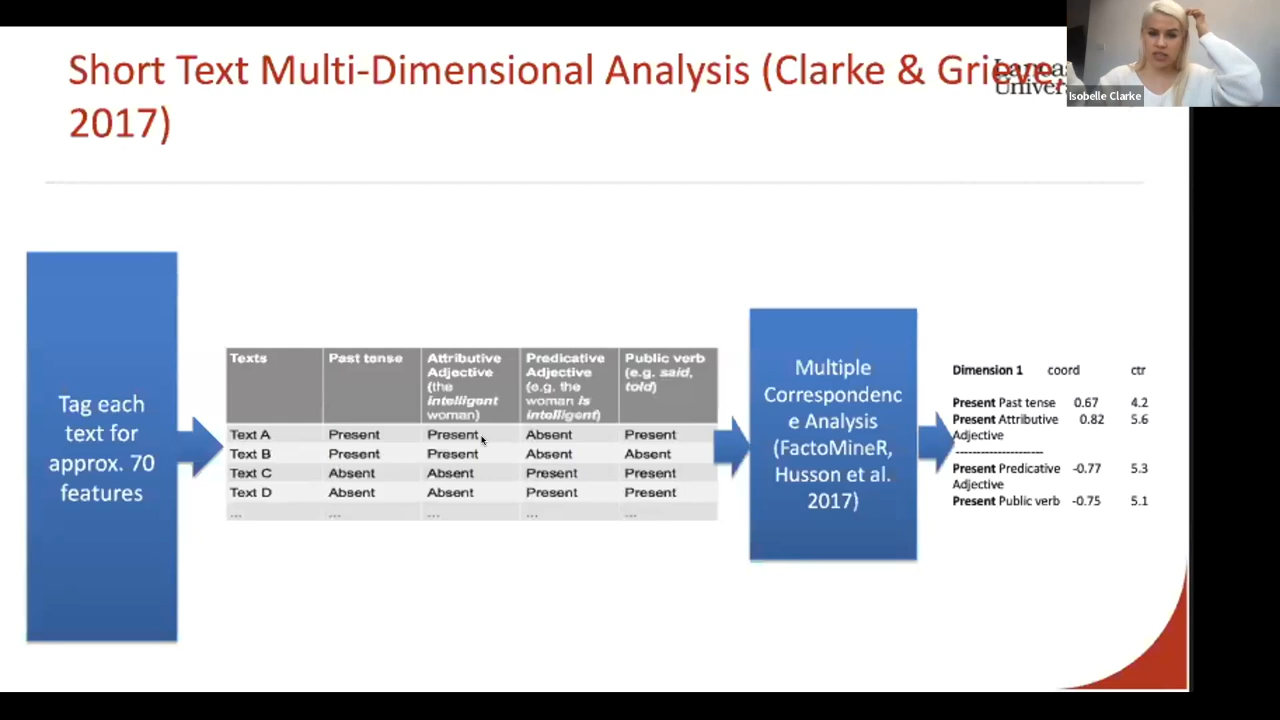 Short Text Multi-Dimensional Analysis (Clarke & Grieve,
2017)
Isobelle Clarke
Tag each
text for
approx. 70
features
Texts Past tense Attributive Adjective (the intelligent woman) Predicative Adjective (e.g. the woman is intelligent) Public verb (e.g. said, told)
Text A Present Present Absent Present
Text B Present Present Absent Absent
Text C Absent Absent Present Present
Text D Absent Absent Present Present
... ... ... ... ...
Multiple
Correspondenc
e Analysis
(FactoMineR,
Husson et al.
2017)
Dimension 1 coord ctr
Present Past tense 0.67 4.2
Present Attributive 0.82 5.6
Adjective
----------------------
Present Predicative -0.77 5.3
Adjective
Present Public verb -0.75 5.1